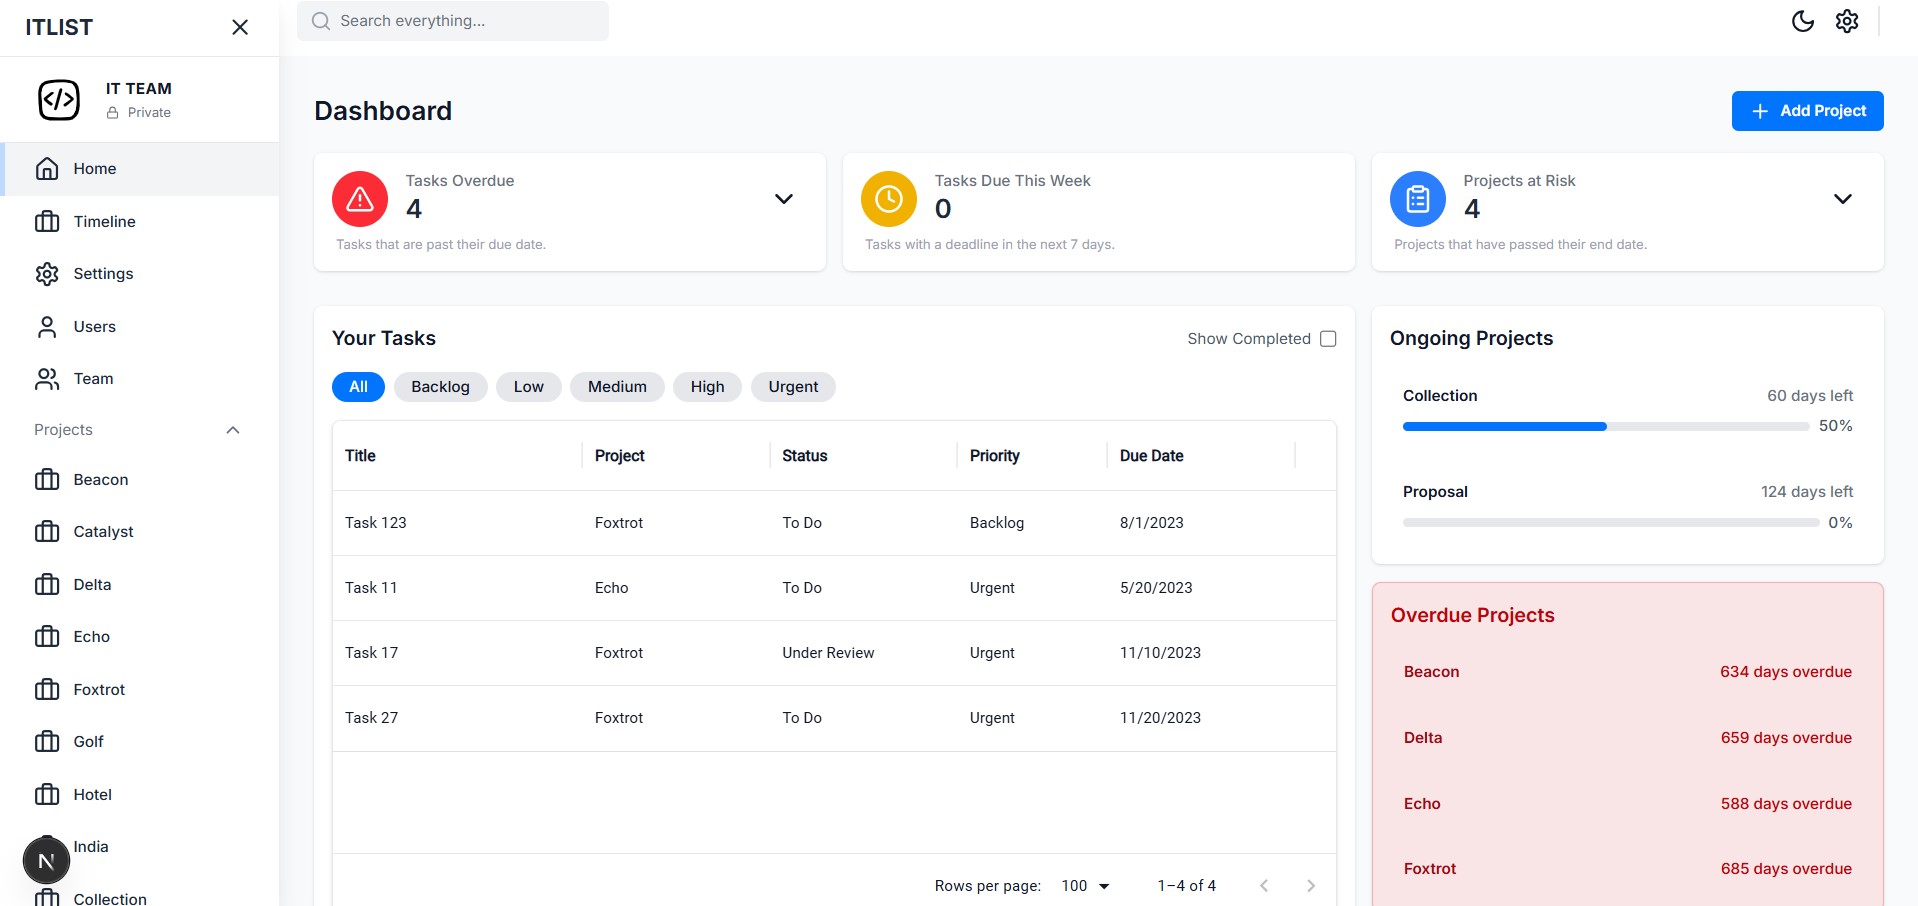 ITLIST
Search everything...
IT TEAM
Private
Home
Timeline
Settings
Users
Team
Projects
Beacon
Catalyst
Delta
Echo
Foxtrot
Golf
Hotel
India
Collection
N
Dashboard
+ Add Project
Tasks Overdue
4
Tasks that are past their due date.
Tasks Due This Week
0
Tasks with a deadline in the next 7 days.
Projects at Risk
4
Projects that have passed their end date.
Your Tasks
Show Completed
All Backlog Low Medium High Urgent
Title Project Status Priority Due Date
Task 123 Foxtrot To Do Backlog 8/1/2023
Task 11 Echo To Do Urgent 5/20/2023
Task 17 Foxtrot Under Review Urgent 11/10/2023
Task 27 Foxtrot To Do Urgent 11/20/2023
Rows per page: 100 1–4 of 4
Ongoing Projects
Collection 60 days left
50%
Proposal 124 days left
0%
Overdue Projects
Beacon 634 days overdue
Delta 659 days overdue
Echo 588 days overdue
Foxtrot 685 days overdue